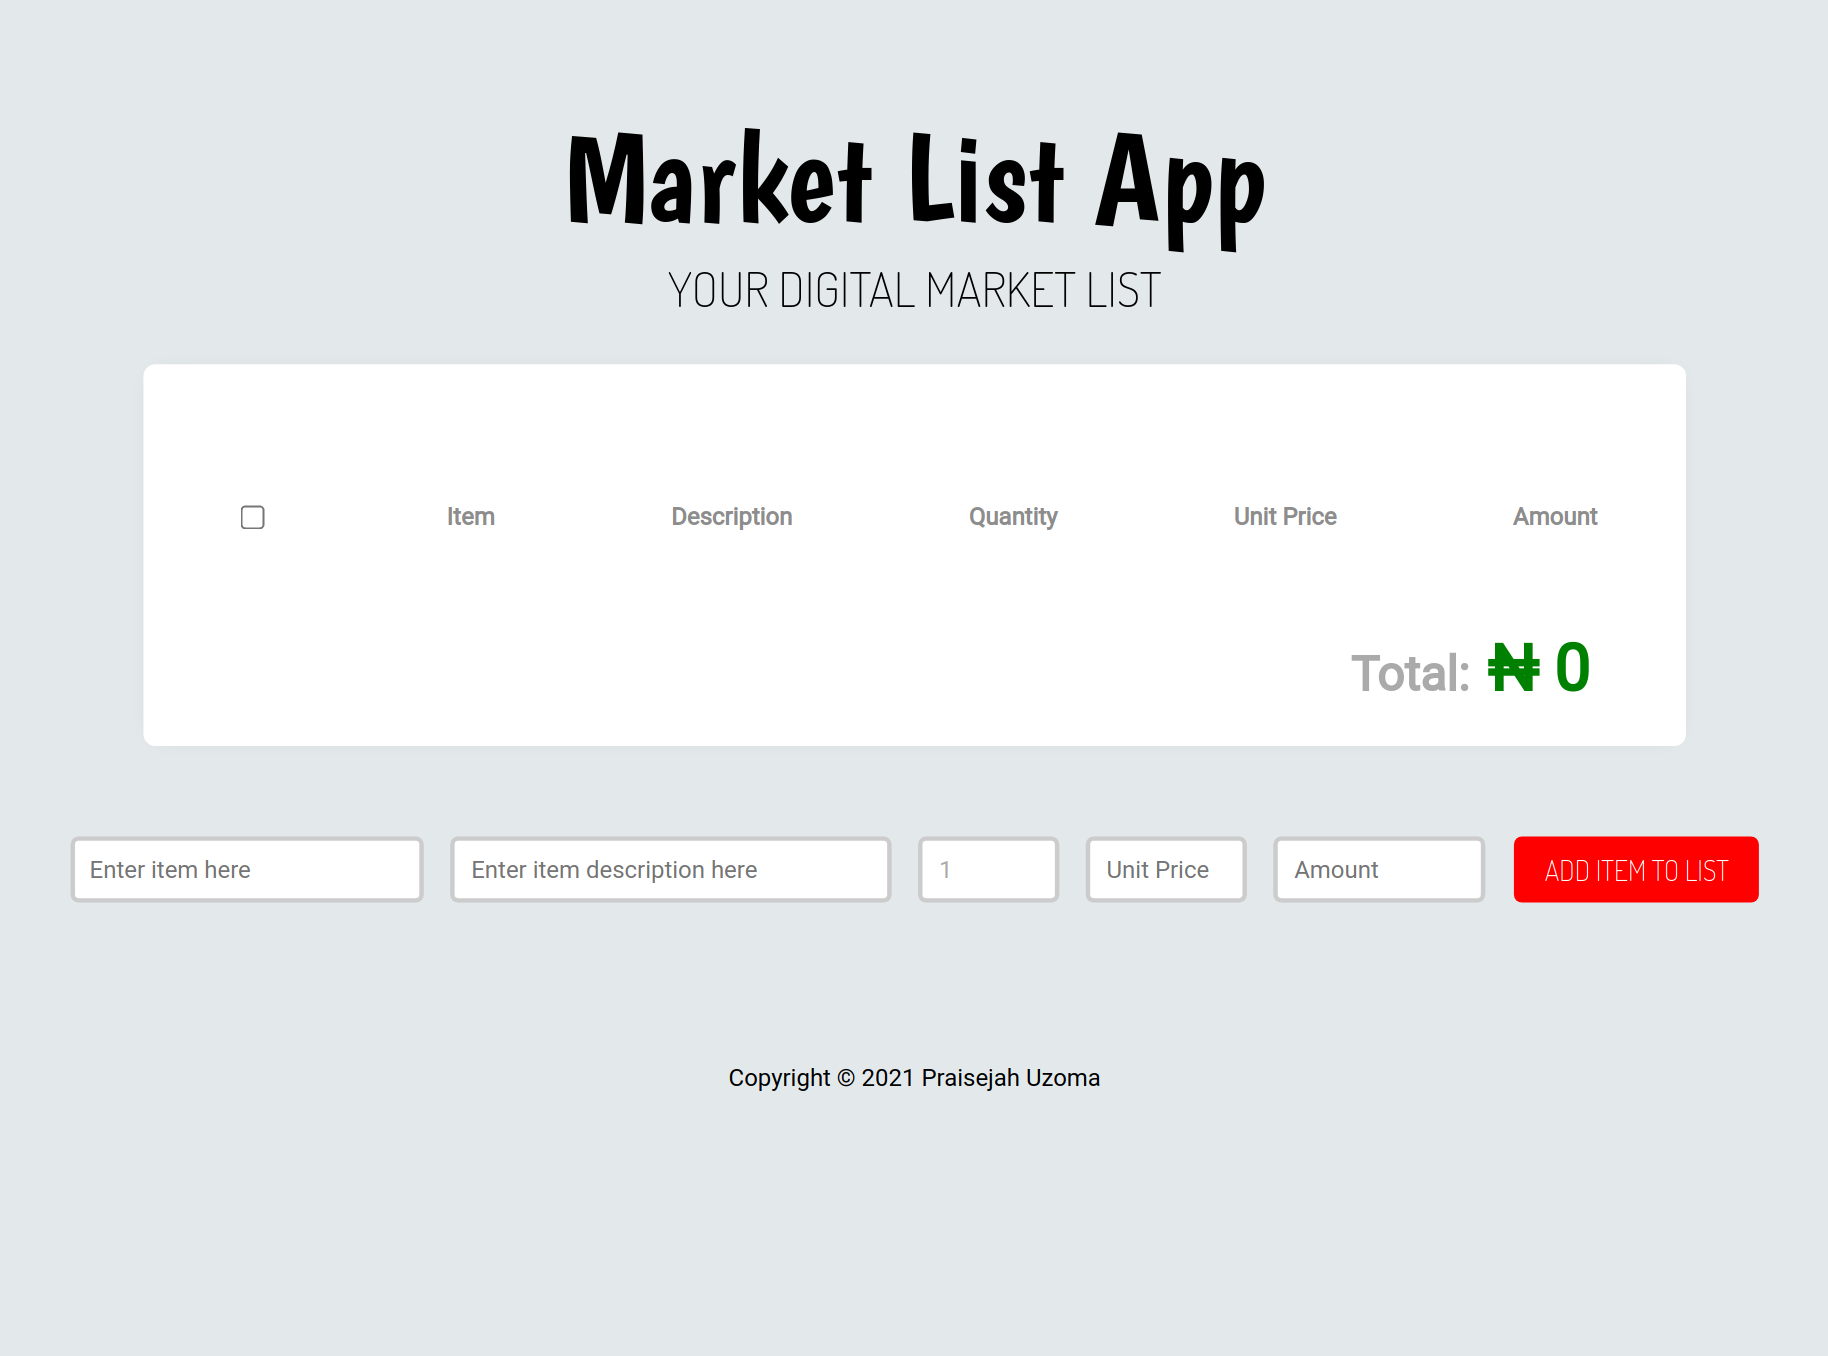 Market List App
YOUR DIGITAL MARKET LIST
Item Description Quantity Unit Price Amount
Total: ₦ 0
Enter item here Enter item description here 1 Unit Price Amount ADD ITEM TO LIST
Copyright © 2021 Praisejah Uzoma